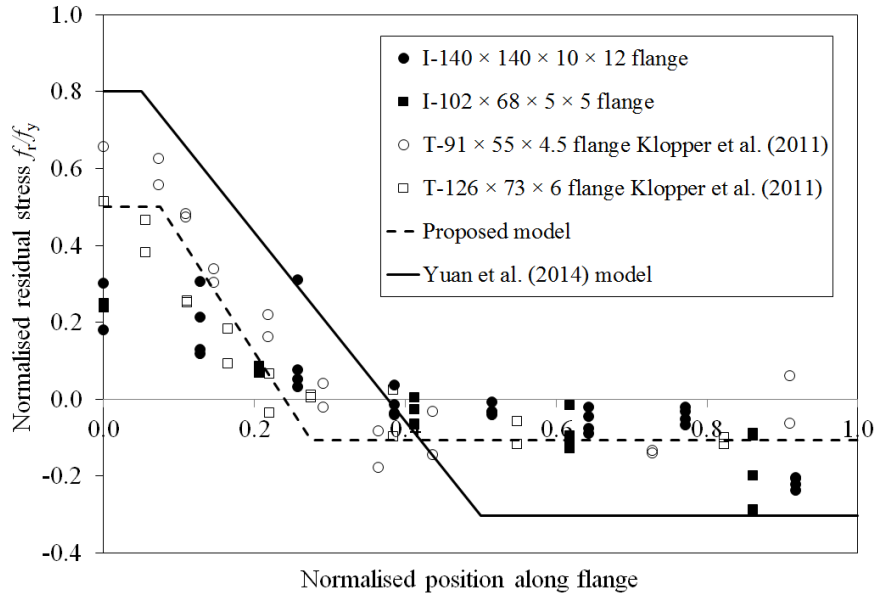 1.0
0.8
0.6
0.4
0.2
0.0
-0.2
-0.4
Normalised residual stress fr/fy
I-140 × 140 × 10 × 12 flange
I-102 × 68 × 5 × 5 flange
T-91 × 55 × 4.5 flange Klopper et al. (2011)
T-126 × 73 × 6 flange Klopper et al. (2011)
Proposed model
Yuan et al. (2014) model
0.0 0.2 0.4 0.6 0.8 1.0
Normalised position along flange